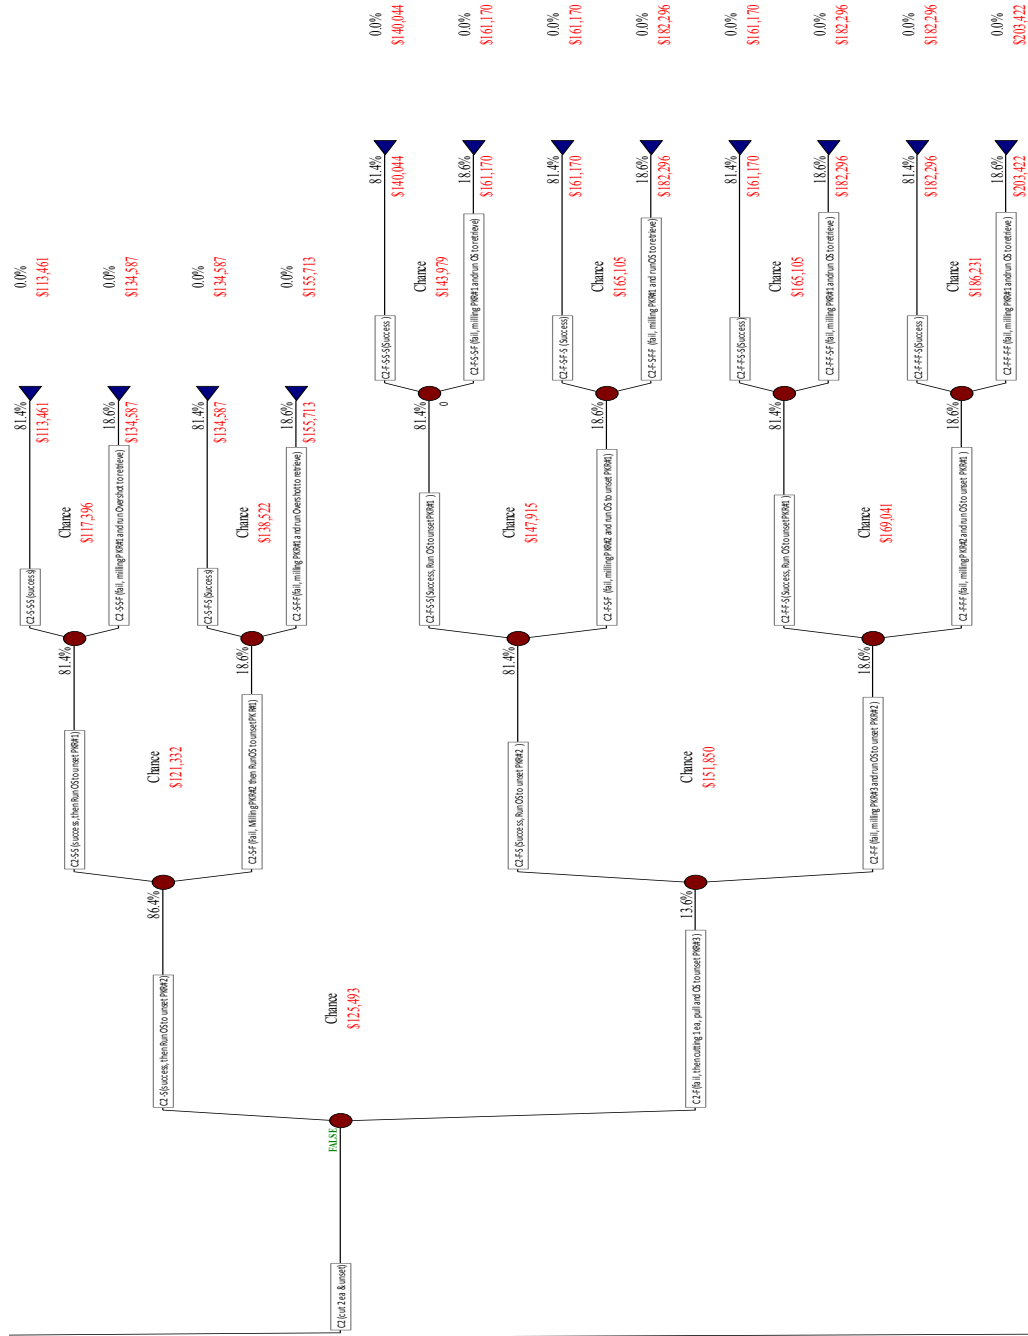 C2 (cut 2 ea & unset)
FALSE
Chance
$125,493
C2-S(success, then Run OS to unset PKR#2)
86.4%
Chance
$121,332
C2-S-S (success, then Run OS to unset PKR#1)
81.4%
Chance
$117,396
C2-S-S-S (success)
81.4%
$113,461
0.0%
$113,461
C2-S-S-F (fail, milling PKR#1 and run Overshot to retrieve)
18.6%
$134,587
0.0%
$134,587
C2-S-F (Fail, Milling PKR#2 then Run OS to unset PKR#1)
18.6%
Chance
$138,522
C2-S-F-S (Success)
81.4%
$134,587
0.0%
$134,587
C2-S-F-F (fail, milling PKR#1 and run Overshot to retrieve)
18.6%
$155,713
0.0%
$155,713
C2-F(fail, then cutting 1 ea, pull and OS to unset PKR#3)
13.6%
Chance
$151,850
C2-F-S (Success, Run OS to unset PKR#2 )
81.4%
Chance
$147,915
C2-F-S-S (Success, Run OS to unset PKR#1 )
81.4%
0
Chance
$143,979
C2-F-S-S-S (Success )
81.4%
$140,044
0.0%
$140,044
C2-F-S-S-F (fail, milling PKR#1 and run OS to retrieve )
18.6%
$161,170
0.0%
$161,170
C2-F-S-F (fail, milling PKR#2 and run OS to unset PKR#1)
18.6%
Chance
$165,105
C2-F-S-F-S (Success)
81.4%
$161,170
0.0%
$161,170
C2-F-S-F-F (fail, milling PKR#1 and run OS to retrieve)
18.6%
$182,296
0.0%
$182,296
C2-F-F (fail, milling PKR#3 and run OS to unset PKR#2)
18.6%
Chance
$169,041
C2-F-F-S (Success, Run OS to unset PKR#1 )
81.4%
Chance
$165,105
C2-F-F-S-S (Success)
81.4%
$161,170
0.0%
$161,170
C2-F-F-S-F (fail, milling PKR#1 and run OS to retrieve )
18.6%
$182,296
0.0%
$182,296
C2-F-F-F (fail, milling PKR#2 and run OS to unset PKR#1 )
18.6%
Chance
$186,231
C2-F-F-F-S (Success )
81.4%
$182,296
0.0%
$182,296
C2-F-F-F-F (fail, milling PKR#1 and run OS to retrieve )
18.6%
$203,422
0.0%
$203,422